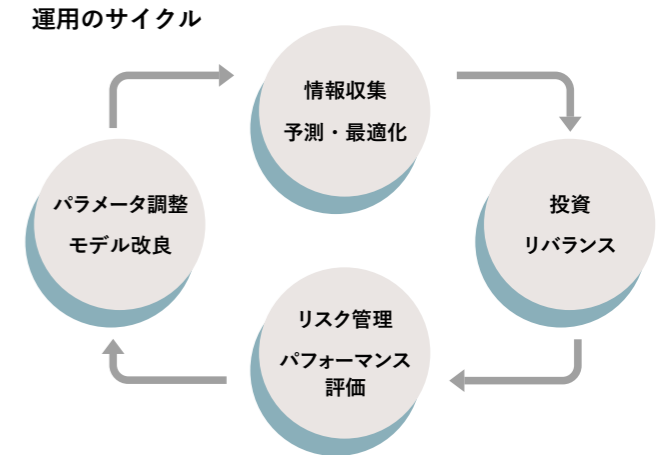 運用のサイクル
情報収集
予測・最適化
投資
リバランス
リスク管理
パフォーマンス
評価
パラメータ調整
モデル改良